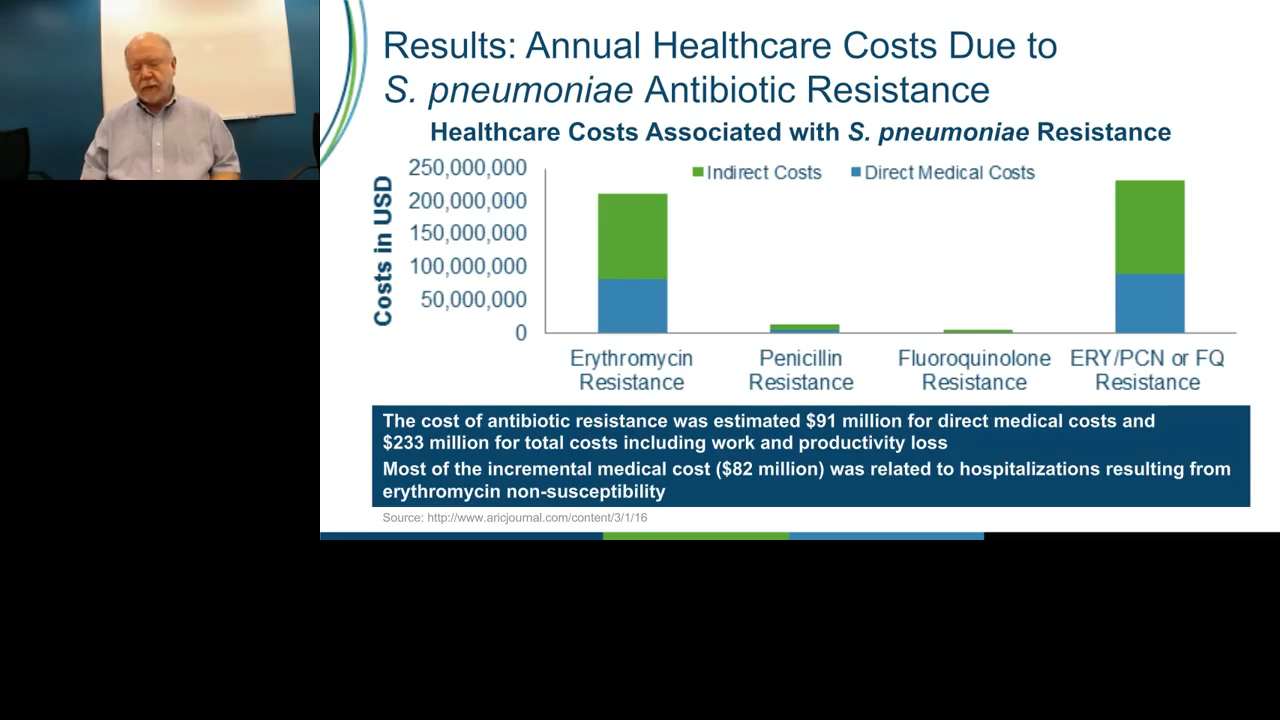 Results: Annual Healthcare Costs Due to
S. pneumoniae Antibiotic Resistance
Healthcare Costs Associated with S. pneumoniae Resistance
Costs in USD
250,000,000
200,000,000
150,000,000
100,000,000
50,000,000
0
Indirect Costs Direct Medical Costs
Erythromycin Penicillin Fluoroquinolone ERY/PCN or FQ
Resistance Resistance Resistance Resistance
The cost of antibiotic resistance was estimated $91 million for direct medical costs and
$233 million for total costs including work and productivity loss
Most of the incremental medical cost ($82 million) was related to hospitalizations resulting from
erythromycin non-susceptibility
Source: http://www.aricjournal.com/content/3/1/16